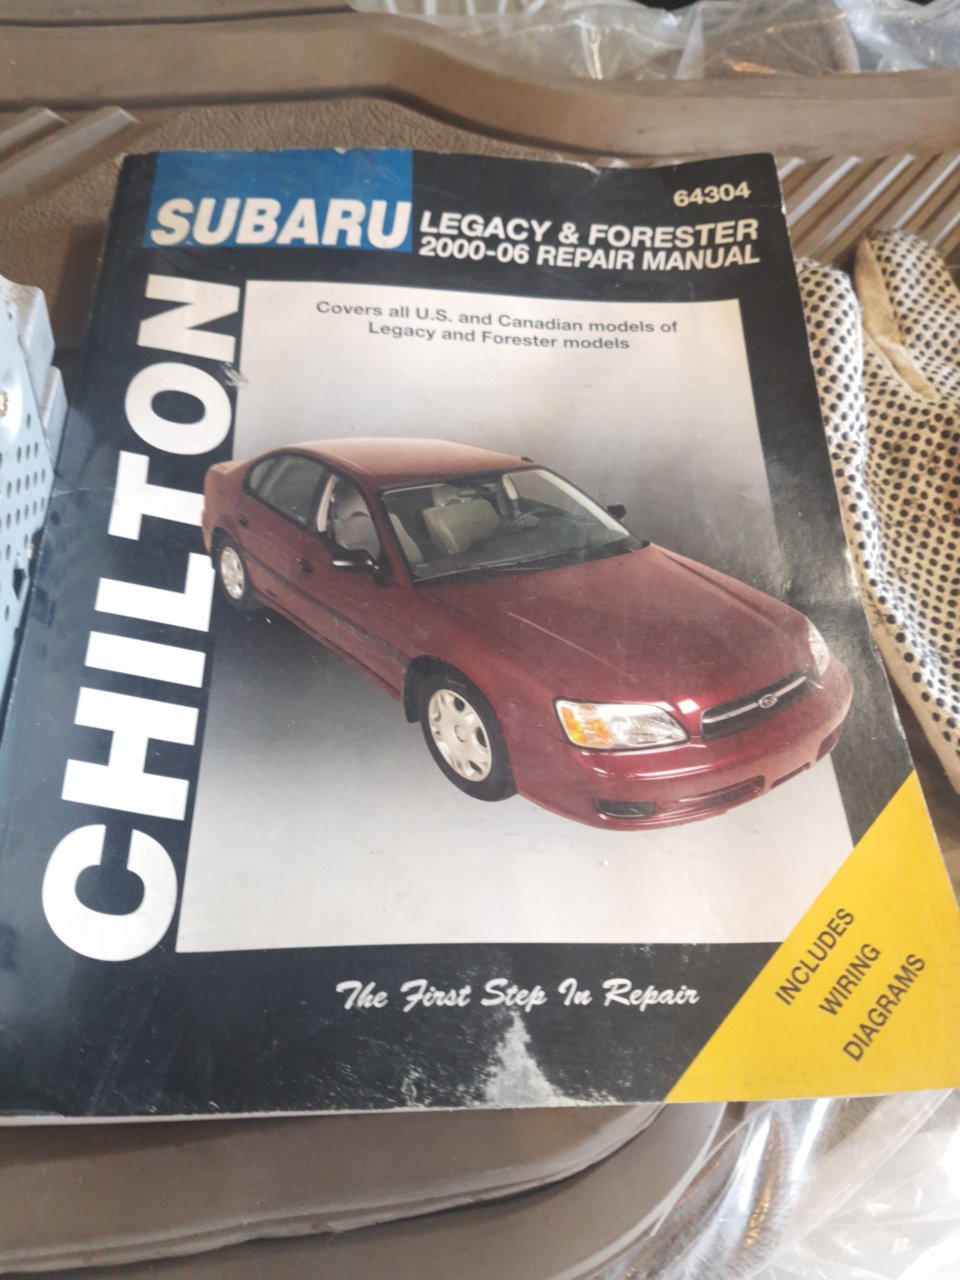 64304
SUBARU
LEGACY & FORESTER
2000-06 REPAIR MANUAL
CHILTON
Covers all U.S. and Canadian models of
Legacy and Forester models
The First Step In Repair
INCLUDES
WIRING
DIAGRAMS